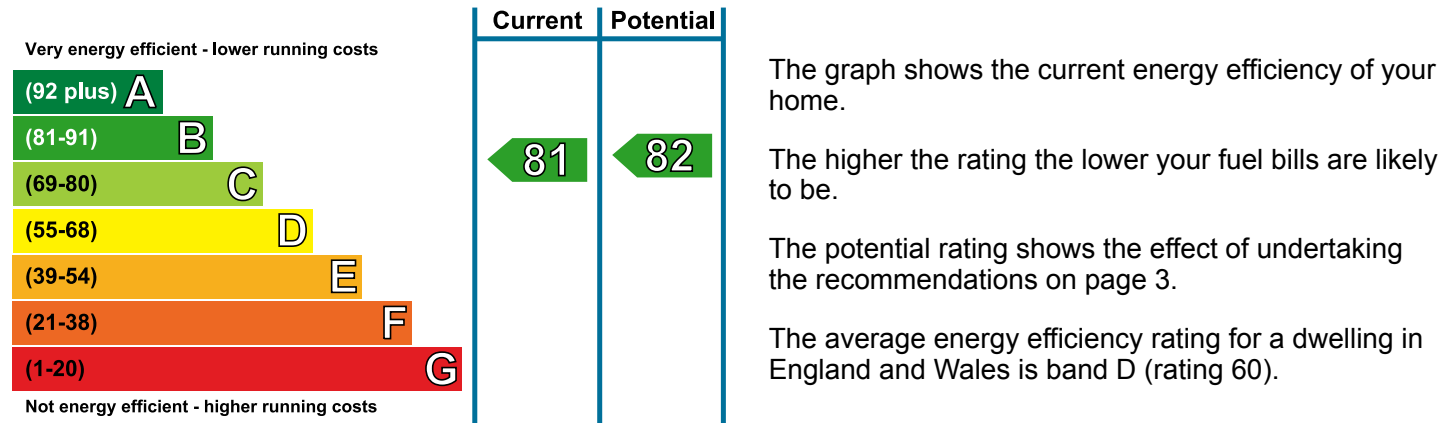 Current Potential
Very energy efficient - lower running costs
(92 plus) A
(81-91) B
(69-80) C
(55-68) D
(39-54) E
(21-38) F
(1-20) G
Not energy efficient - higher running costs
81 82
The graph shows the current energy efficiency of your
home.
The higher the rating the lower your fuel bills are likely
to be.
The potential rating shows the effect of undertaking
the recommendations on page 3.
The average energy efficiency rating for a dwelling in
England and Wales is band D (rating 60).